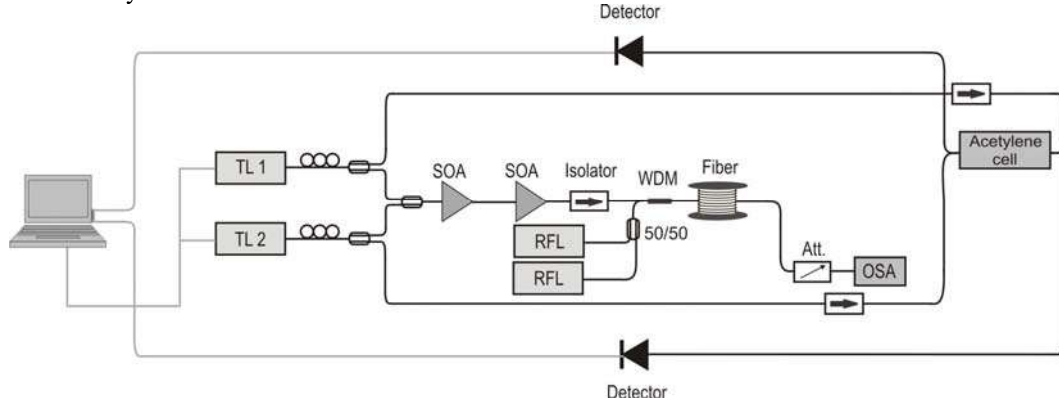 Detector
TL 1
SOA
SOA
Isolator
WDM
Fiber
Acetylene
cell
TL 2
RFL
50/50
RFL
Att.
OSA
Detector